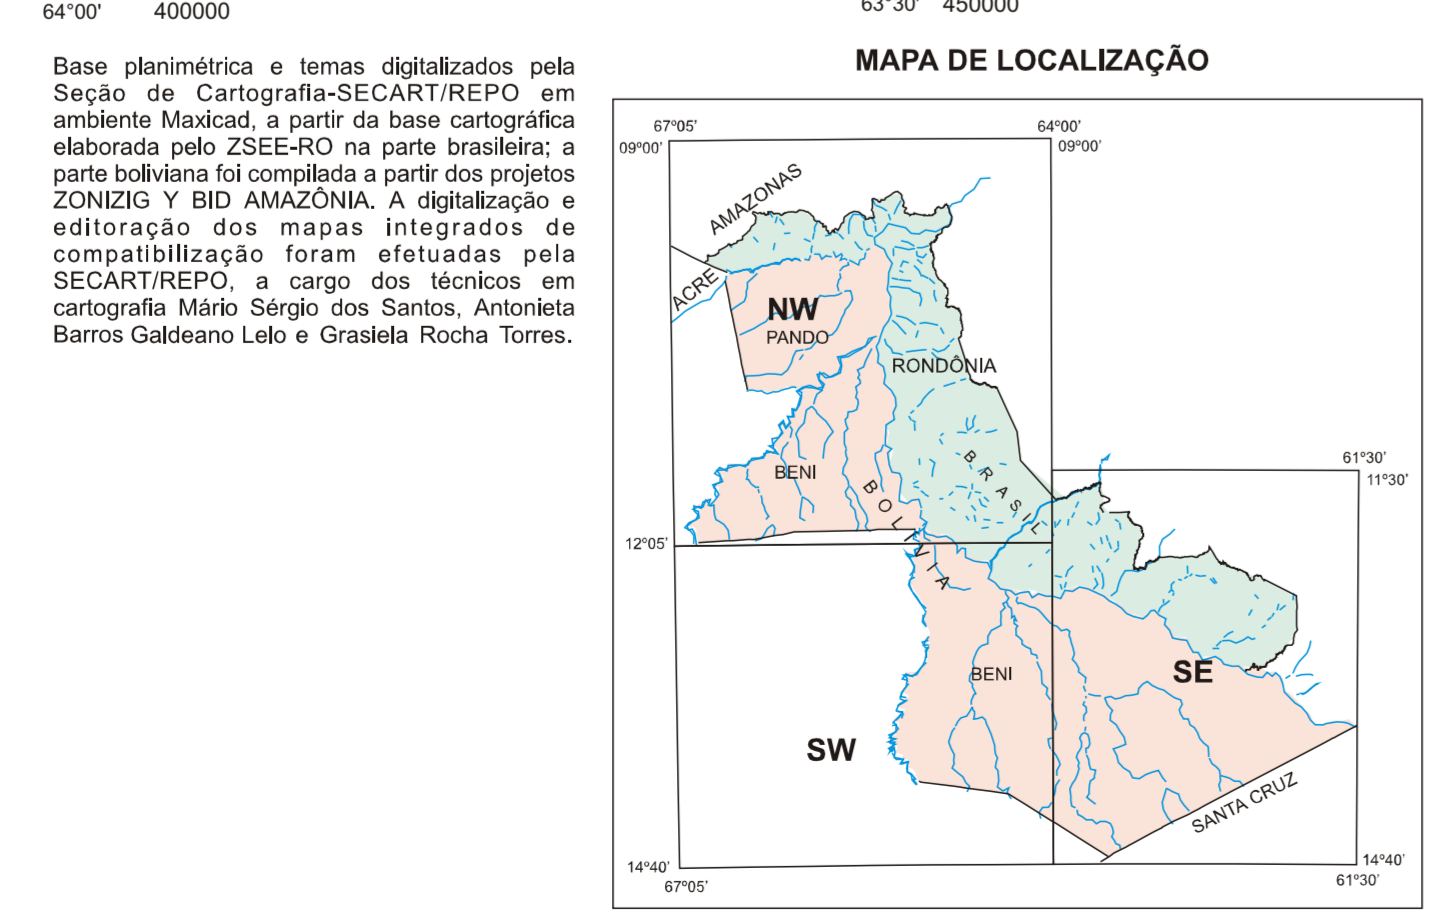 64°00' 400000
63°30' 450000
Base planimétrica e temas digitalizados pela
Seção de Cartografia-SECART/REPO em
ambiente Maxicad, a partir da base cartográfica
elaborada pelo ZSEE-RO na parte brasileira; a
parte boliviana foi compilada a partir dos projetos
ZONIZIG Y BID AMAZÔNIA. A digitalização e
editoração dos mapas integrados de
compatibilização foram efetuadas pela
SECART/REPO, a cargo dos técnicos em
cartografia Mário Sérgio dos Santos, Antonieta
Barros Galdeano Lelo e Grasiela Rocha Torres.
MAPA DE LOCALIZAÇÃO
67°05'
64°00'
09°00'
09°00'
AMAZONAS
ACRE
NW
PANDO
RONDÔNIA
BRASIL
61°30'
11°30'
BENI
BOLIVIA
12°05'
BENI
SE
SW
SANTA CRUZ
14°40'
67°05'
14°40'
61°30'